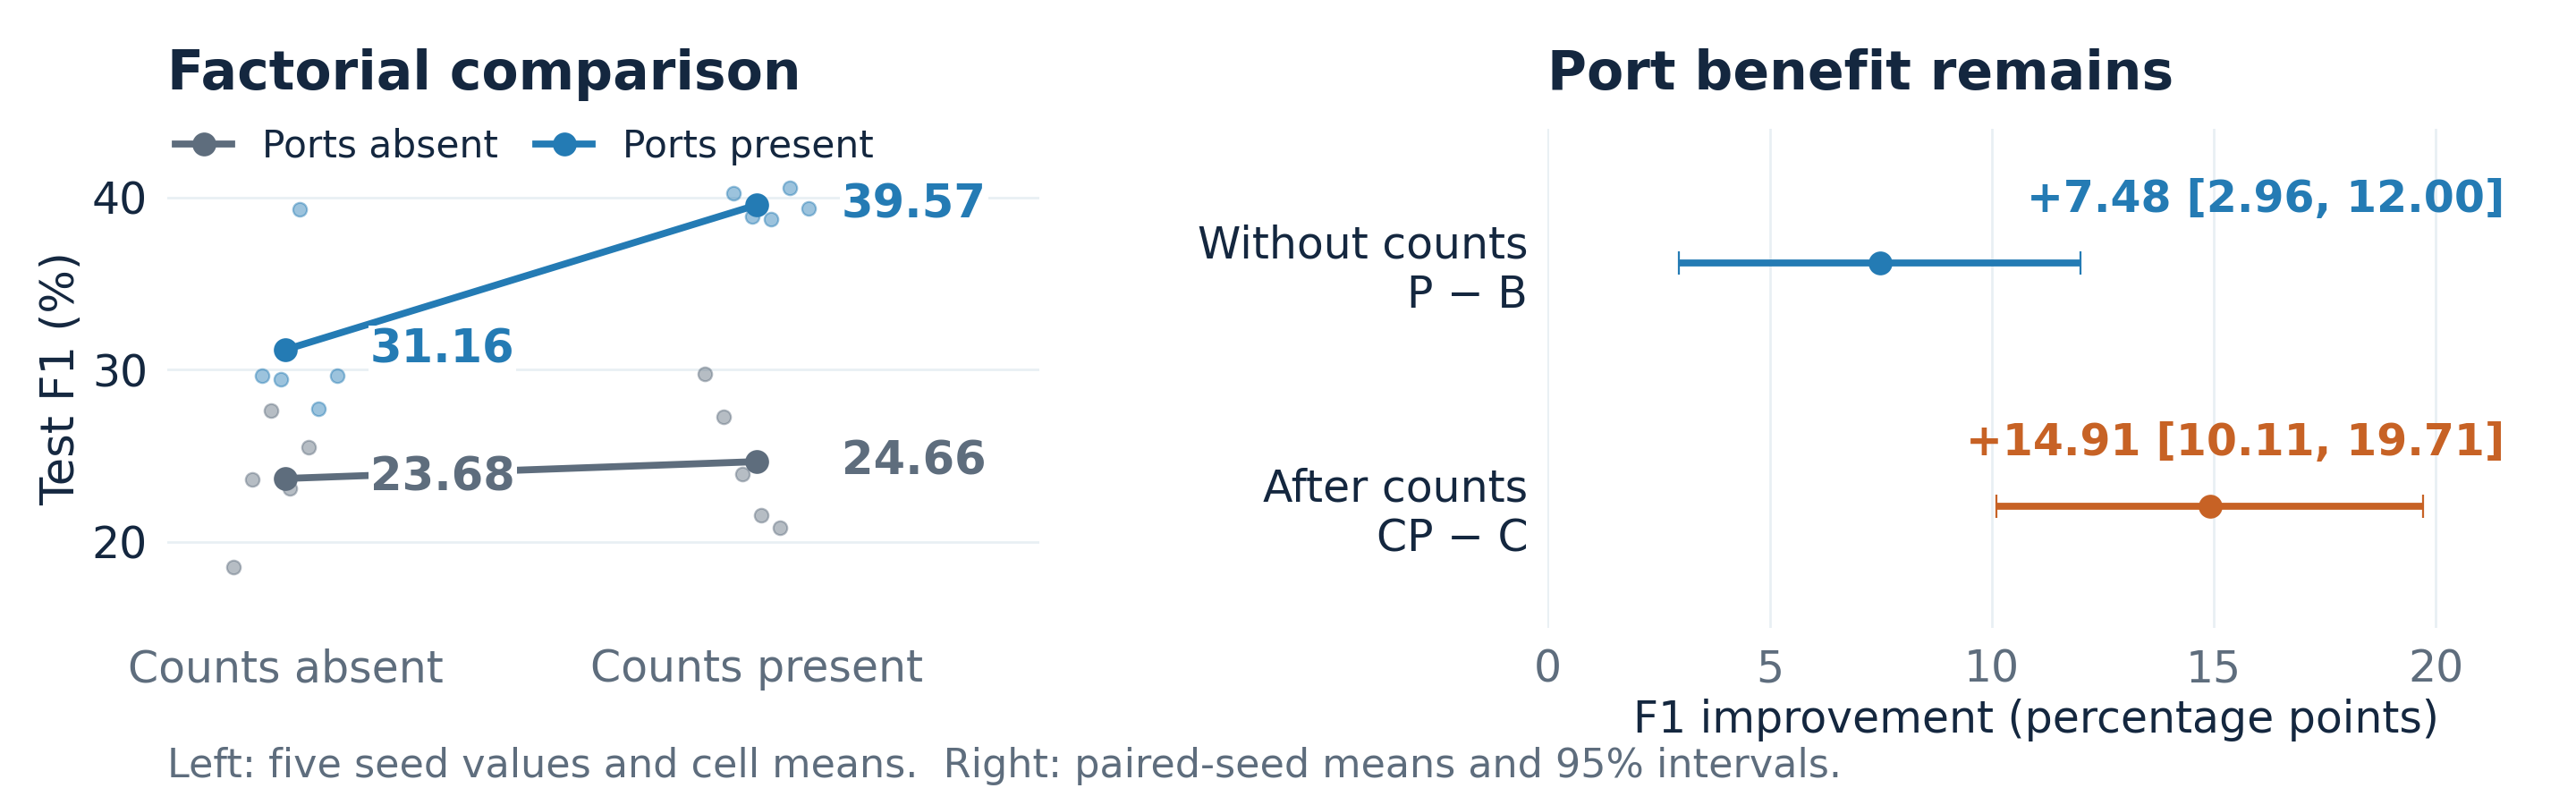 Factorial comparison
Ports absent
Ports present
40
30
20
Test F1 (%)
39.57
31.16
23.68
24.66
Counts absent
Counts present
Port benefit remains
+7.48 [2.96, 12.00]
Without counts
P − B
+14.91 [10.11, 19.71]
After counts
CP − C
0
5
10
15
20
F1 improvement (percentage points)
Left: five seed values and cell means.  Right: paired-seed means and 95% intervals.